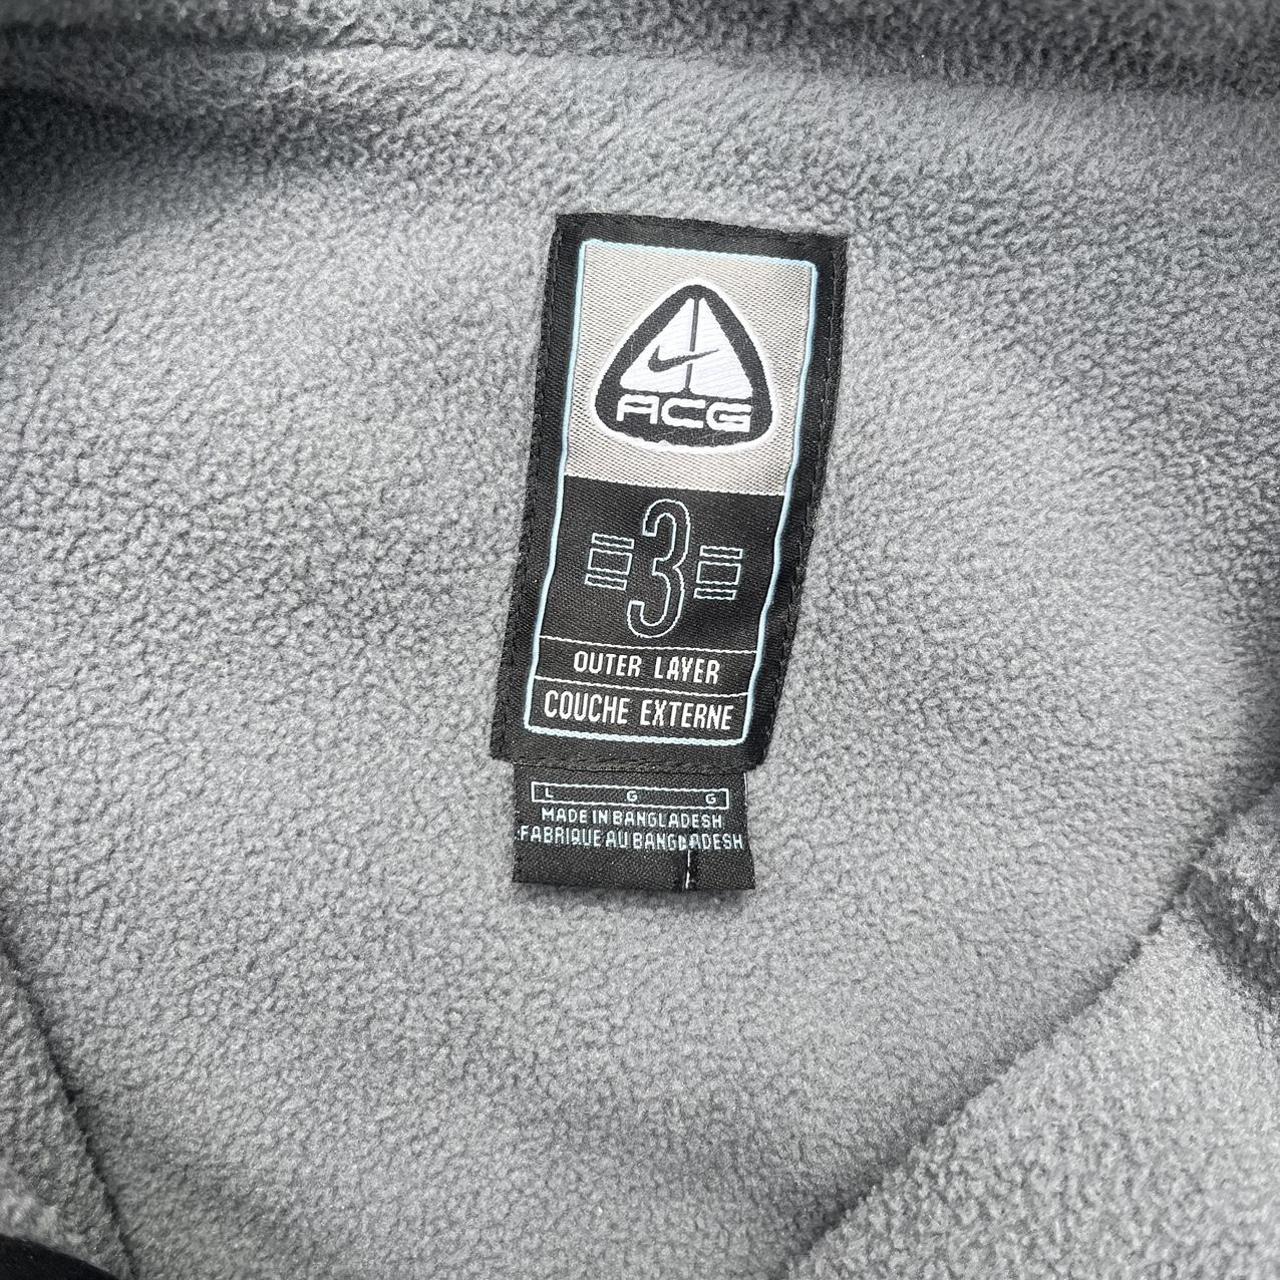 ACG
3
OUTER LAYER
COUCHE EXTERNE
L G G
MADE IN BANGLADESH
FABRIQUE AU BANGLADESH